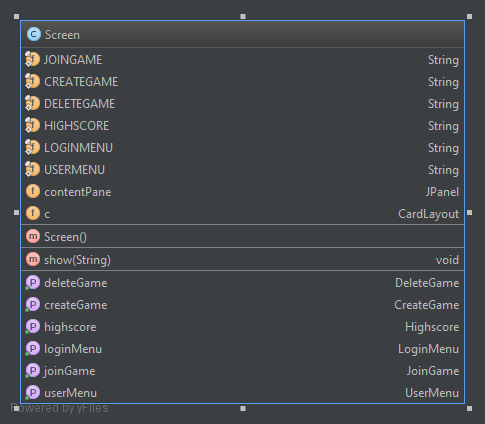 Screen
JOINGAME String
CREATEGAME String
DELETEGAME String
HIGHSCORE String
LOGINMENU String
USERMENU String
contentPane JPanel
c CardLayout
Screen()
show(String) void
deleteGame DeleteGame
createGame CreateGame
highscore Highscore
loginMenu LoginMenu
joinGame JoinGame
userMenu UserMenu
Powered by yFiles